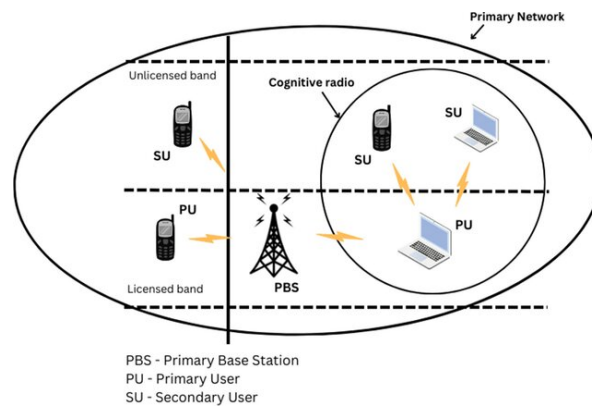 Primary Network
Unlicensed band
Cognitive radio
SU
SU
SU
PU
PU
Licensed band
PBS
PBS - Primary Base Station
PU - Primary User
SU - Secondary User